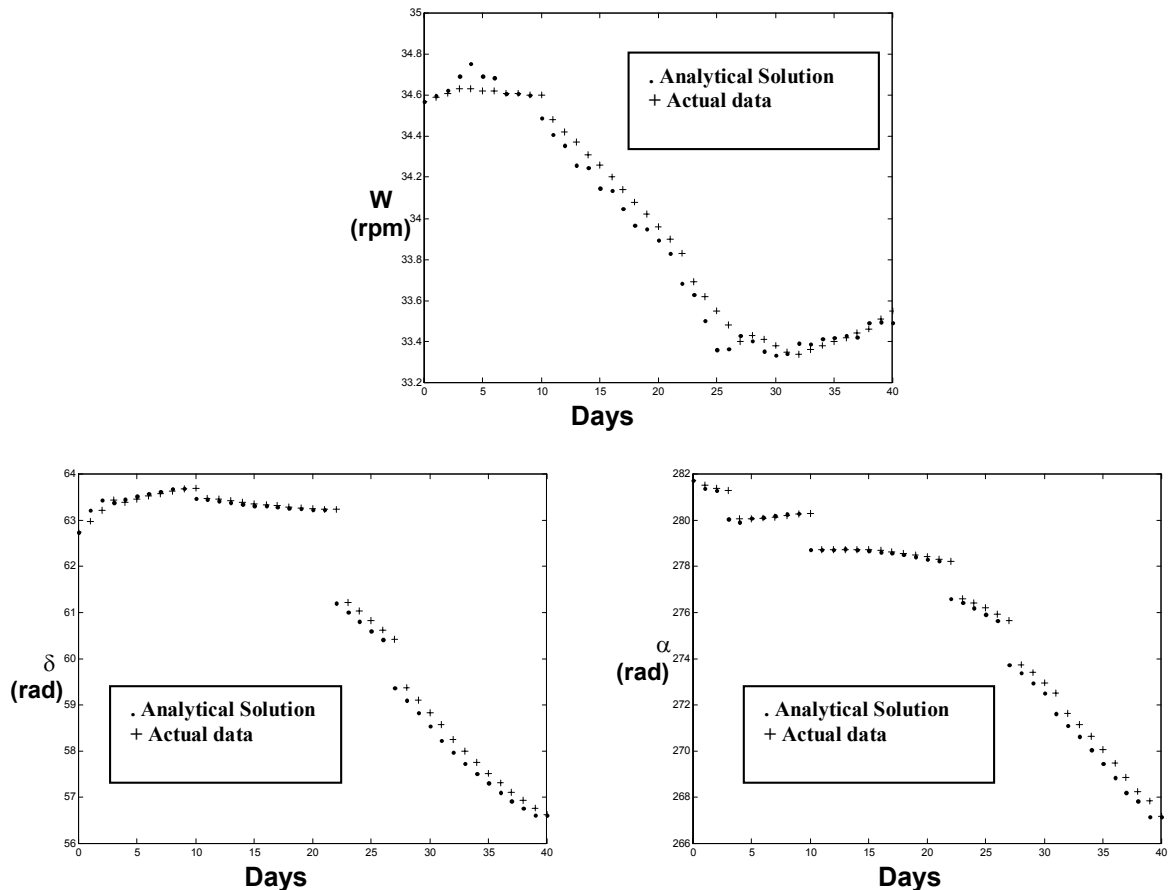 35
34.8
34.6
34.4
34.2
34
33.8
33.6
33.4
33.2
W
(rpm)
. Analytical Solution
+ Actual data
0 5 10 15 20 25 30 35 40
Days
64
63
62
61
60
59
58
57
56
δ
(rad)
. Analytical Solution
+ Actual data
0 5 10 15 20 25 30 35 40
Days
282
280
278
276
274
272
270
268
266
α
(rad)
. Analytical Solution
+ Actual data
0 5 10 15 20 25 30 35 40
Days